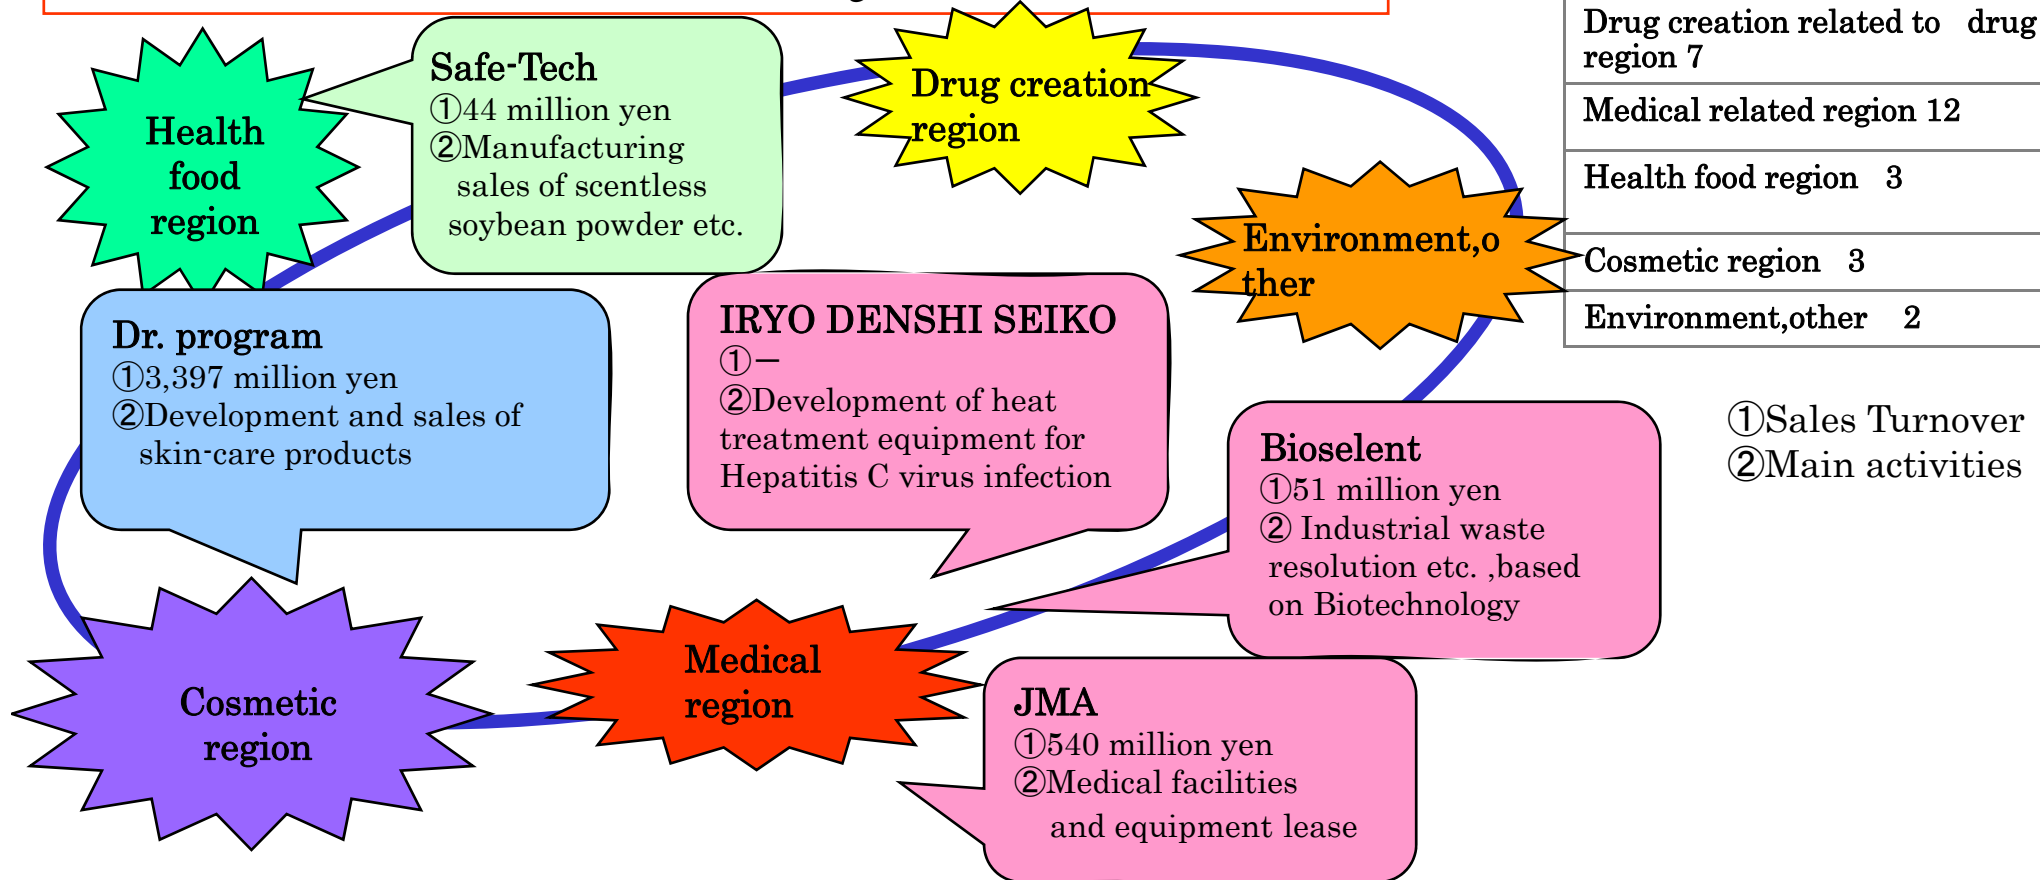 Safe-Tech
①44 million yen
②Manufacturing
sales of scentless
soybean powder etc.
Health
food
region
Drug creation
region
Drug creation related to drug
region 7
Medical related region 12
Health food region 3
Cosmetic region 3
Environment,other 2
Environment,o
ther
Dr. program
①3,397 million yen
②Development and sales of
skin-care products
IRYO DENSHI SEIKO
①－
②Development of heat
treatment equipment for
Hepatitis C virus infection
Bioselent
①51 million yen
② Industrial waste
resolution etc. ,based
on Biotechnology
①Sales Turnover
②Main activities
Cosmetic
region
Medical
region
JMA
①540 million yen
②Medical facilities
and equipment lease